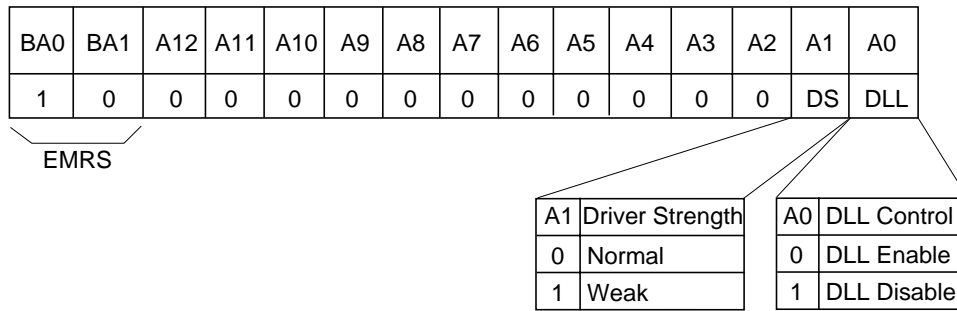 BA0 BA1 A12 A11 A10 A9 A8 A7 A6 A5 A4 A3 A2 A1 A0
1 0 0 0 0 0 0 0 0 0 0 0 0 DS DLL
EMRS
A1 Driver Strength
0 Normal
1 Weak
A0 DLL Control
0 DLL Enable
1 DLL Disable